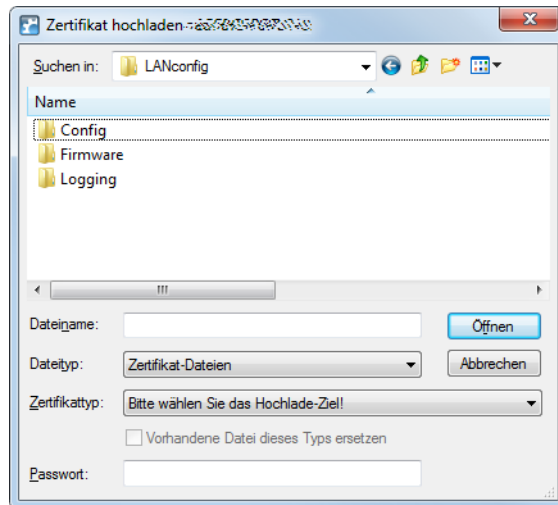 Zertifikat hochladen
Suchen in: LANconfig
Name
Config
Firmware
Logging
Dateiname: Öffnen
Dateityp: Zertifikat-Dateien Abbrechen
Zertifikattyp: Bitte wählen Sie das Hochlade-Ziel!
Vorhandene Datei dieses Typs ersetzen
Passwort: